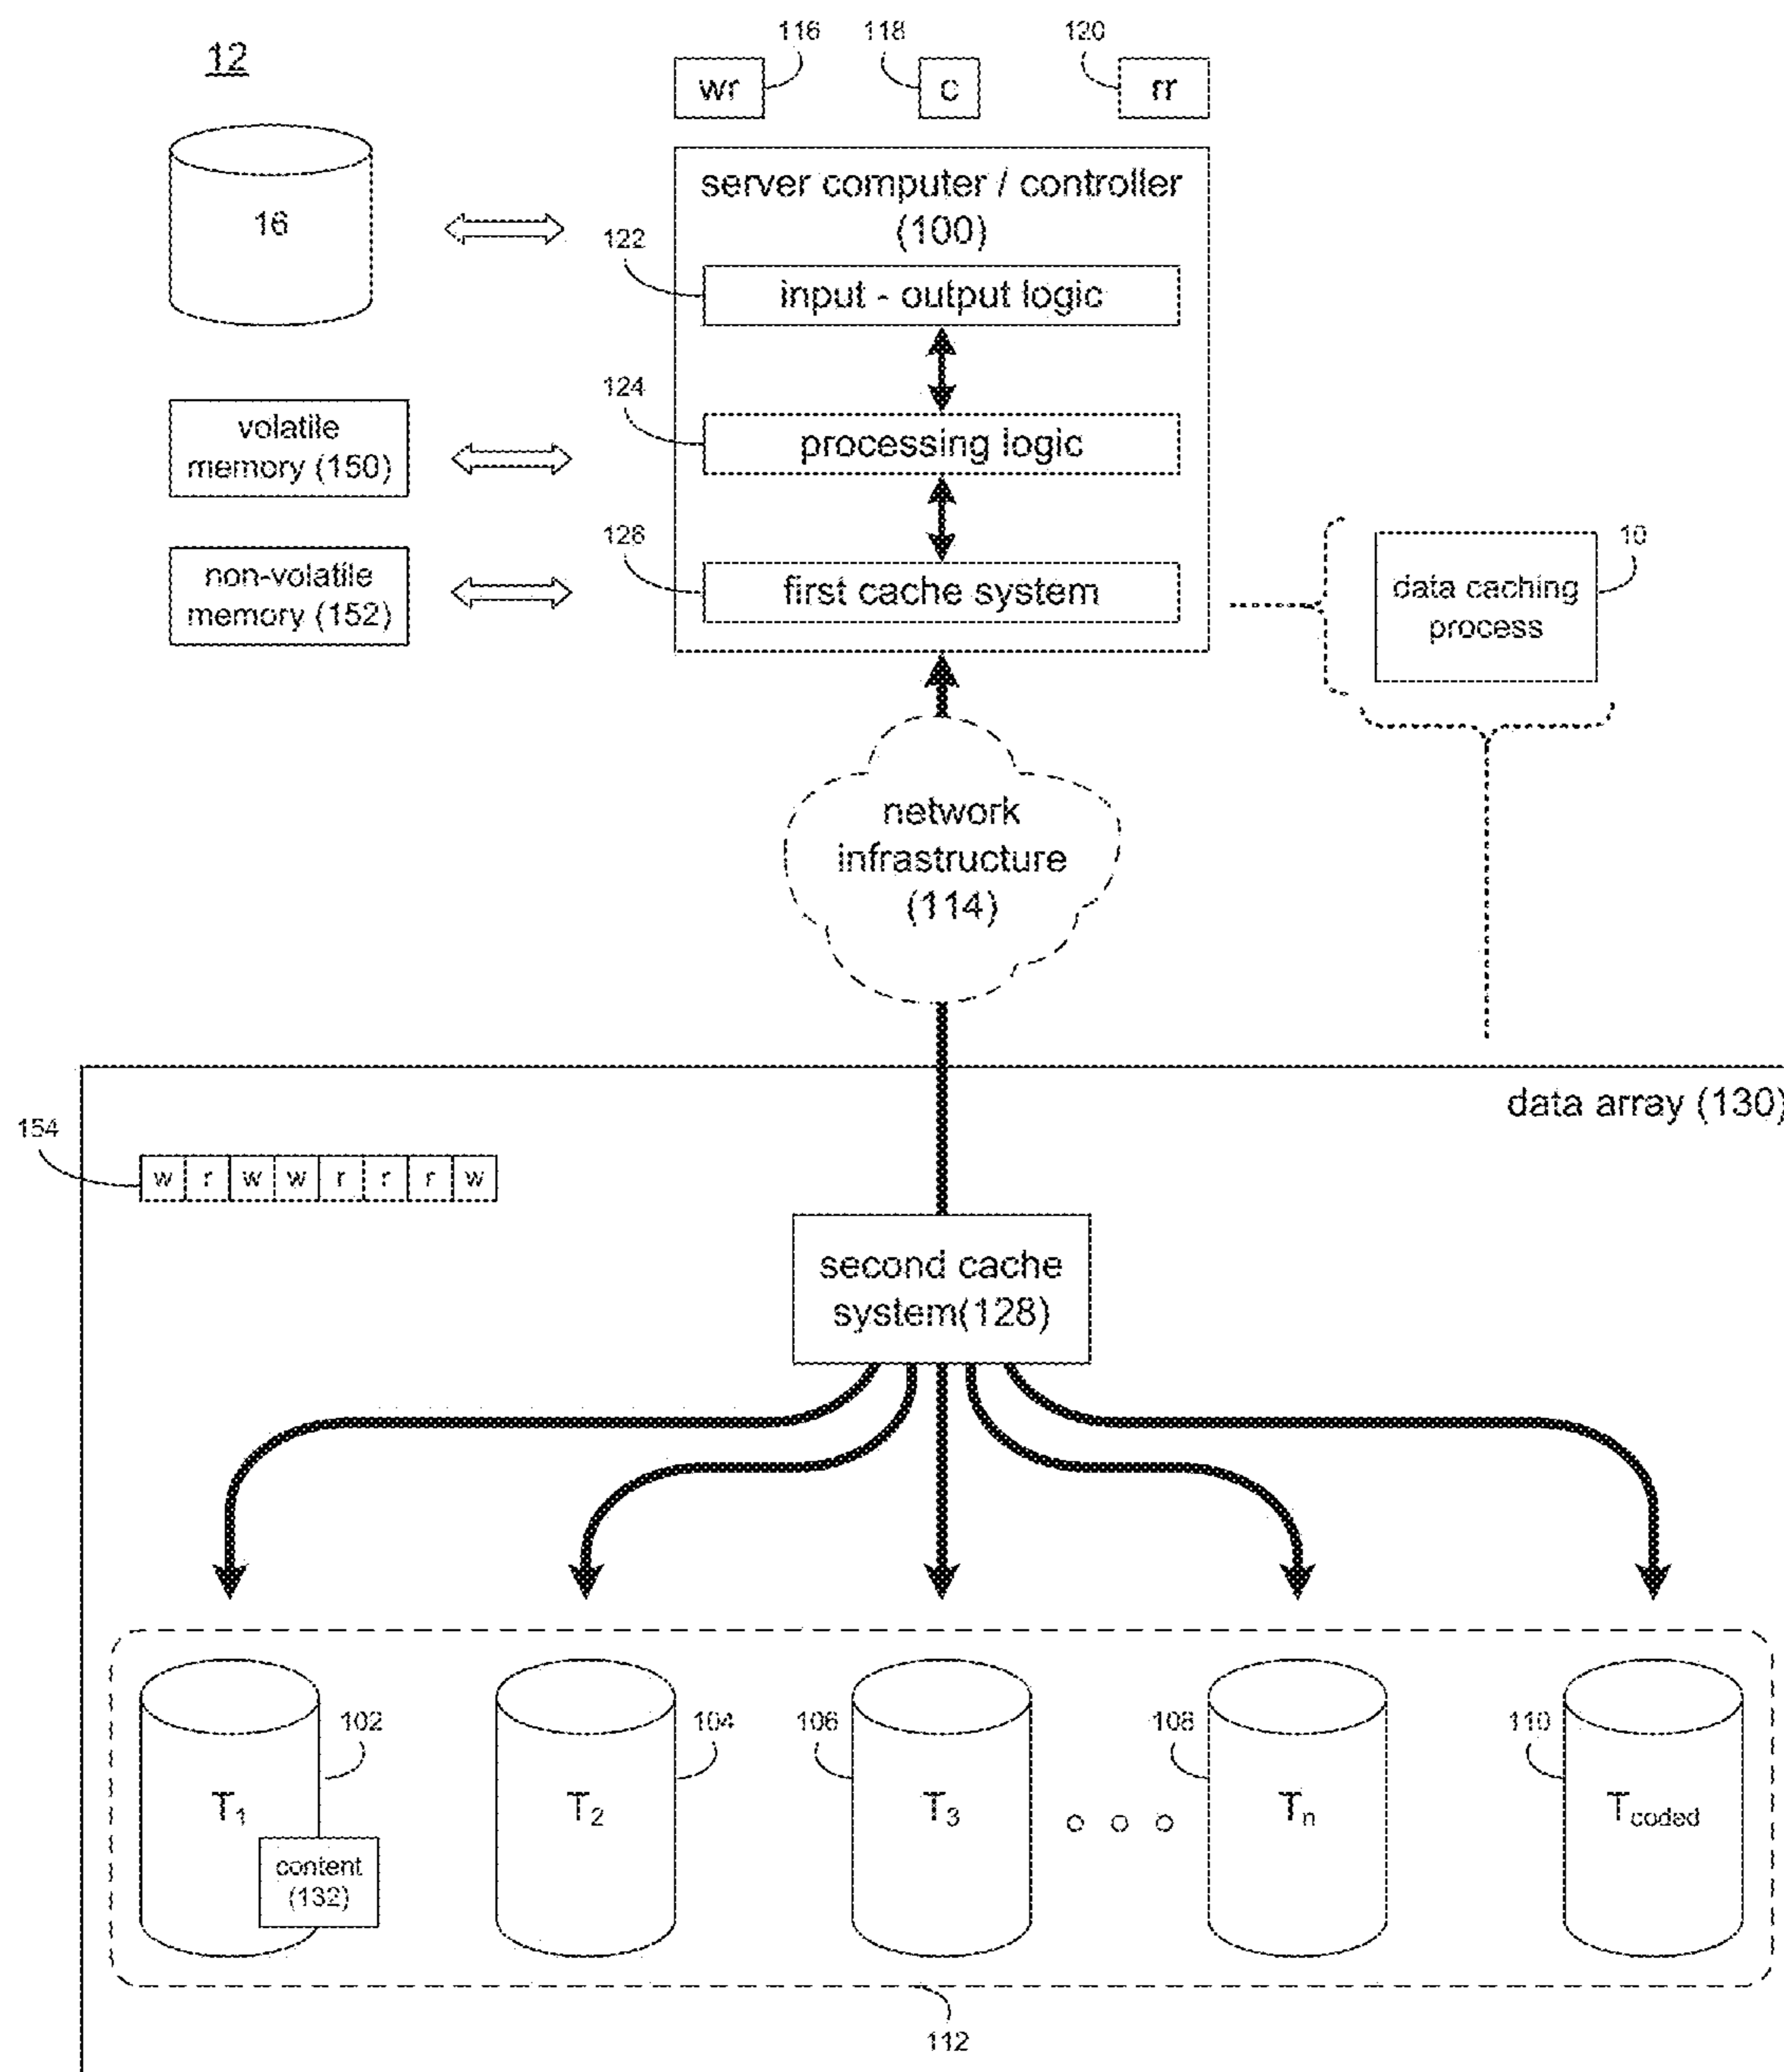 12
116
118
120
wr
c
rr
16
server computer / controller
(100)
122
input - output logic
volatile
memory (150)
124
processing logic
non-volatile
memory (152)
126
first cache system
data caching
process
10
network
infrastructure
(114)
data array (130)
154
w r w w r r r w
second cache
system(128)
102
104
106
108
110
T1
T2
T3
Tn
Tcoded
content
(132)
112